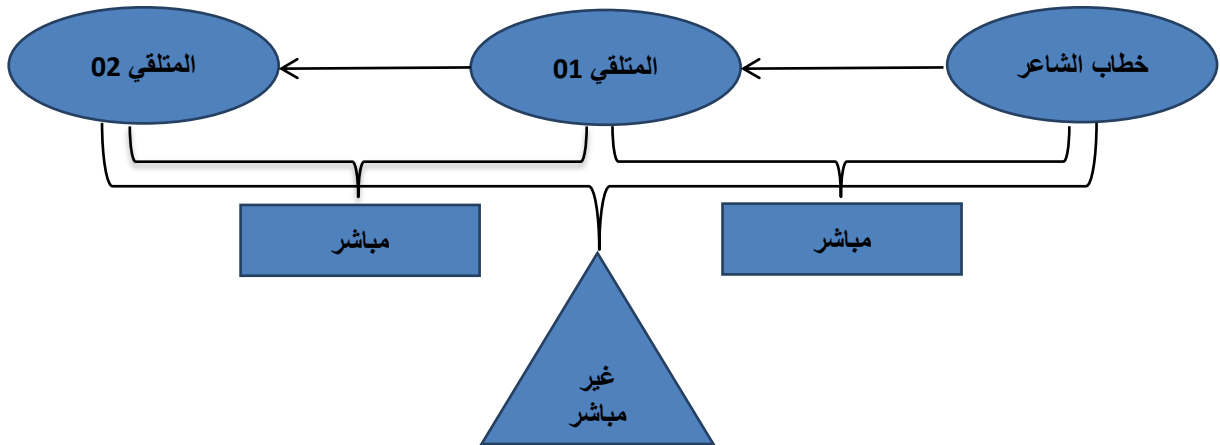 خطاب الشاعر
المتلقي 01
المتلقي 02
مباشر
مباشر
غير
مباشر